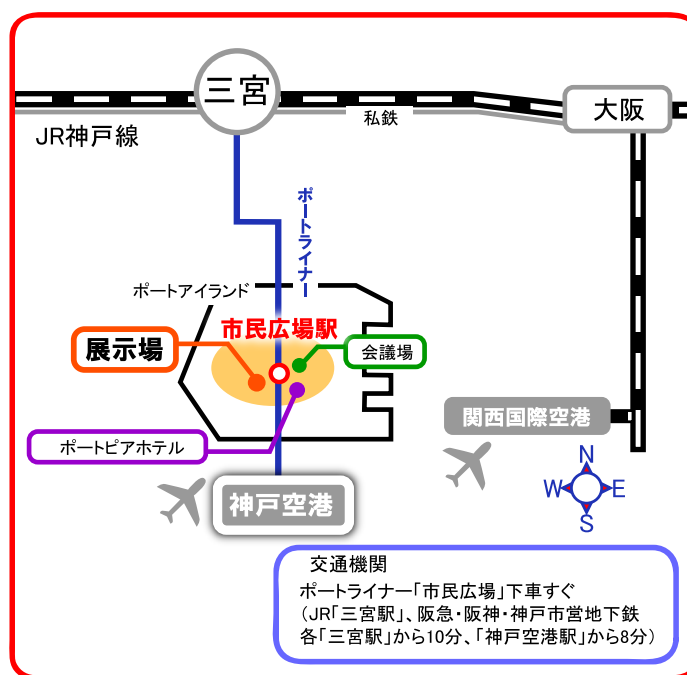 三宮
大阪
JR神戸線
私鉄
ポートライナー
ポートアイランド
市民広場駅
展示場
会議場
ポートピアホテル
関西国際空港
神戸空港
N
W E
S
交通機関
ポートライナー「市民広場」下車すぐ
（JR「三宮駅」、阪急・阪神・神戸市営地下鉄
各「三宮駅」から10分、「神戸空港駅」から8分）